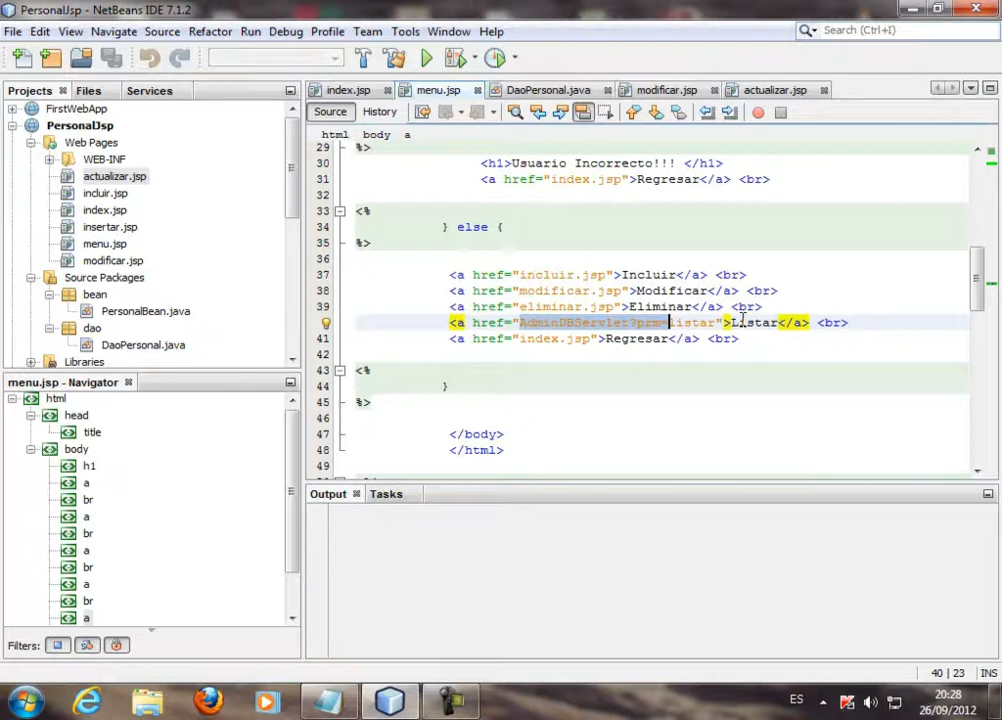 PersonalJsp - NetBeans IDE 7.1.2
File Edit View Navigate Source Refactor Run Debug Profile Team Tools Window Help
Search (Ctrl+I)
Projects Files Services
index.jsp menu.jsp DaoPersonal.java modificar.jsp actualizar.jsp
FirstWebApp
PersonalJsp
Web Pages
WEB-INF
actualizar.jsp
incluir.jsp
index.jsp
insertar.jsp
menu.jsp
modificar.jsp
Source Packages
bean
PersonalBean.java
dao
DaoPersonal.java
Libraries
Source History
html body a
29 %>
30 <h1>Usuario Incorrecto!!! </h1>
31 <a href="index.jsp">Regresar</a> <br>
32
33 <%
34 } else {
35 %>
36
37 <a href="incluir.jsp">Incluir</a> <br>
38 <a href="modificar.jsp">Modificar</a> <br>
39 <a href="eliminar.jsp">Eliminar</a> <br>
<a href="AdminDBServlet?prm=listar">Listar</a> <br>
41 <a href="index.jsp">Regresar</a> <br>
42
43 <%
44 }
45 %>
46
47 </body>
48 </html>
49
menu.jsp - Navigator
html
head
title
body
h1
a
br
a
br
a
br
a
br
a
Filters:
Output Tasks
40 | 23 INS
ES
20:28
26/09/2012